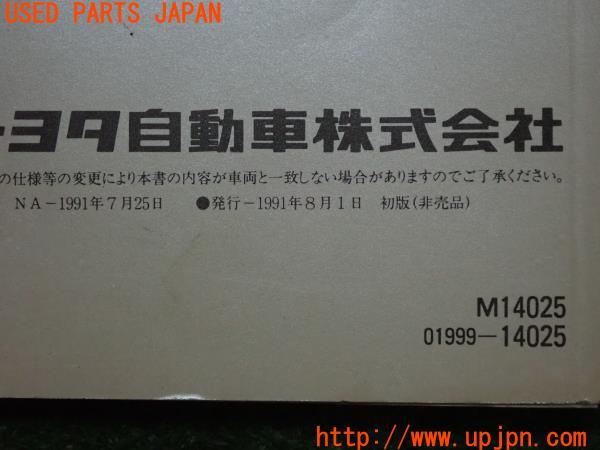 USED PARTS JAPAN
トヨタ自動車株式会社
の仕様等の変更により本書の内容が車両と一致しない場合がありますのでご了承ください。
NA-1991年7月25日 ●発行-1991年8月1日 初版(非売品)
M14025
01999-14025
http://www.upjpn.com/